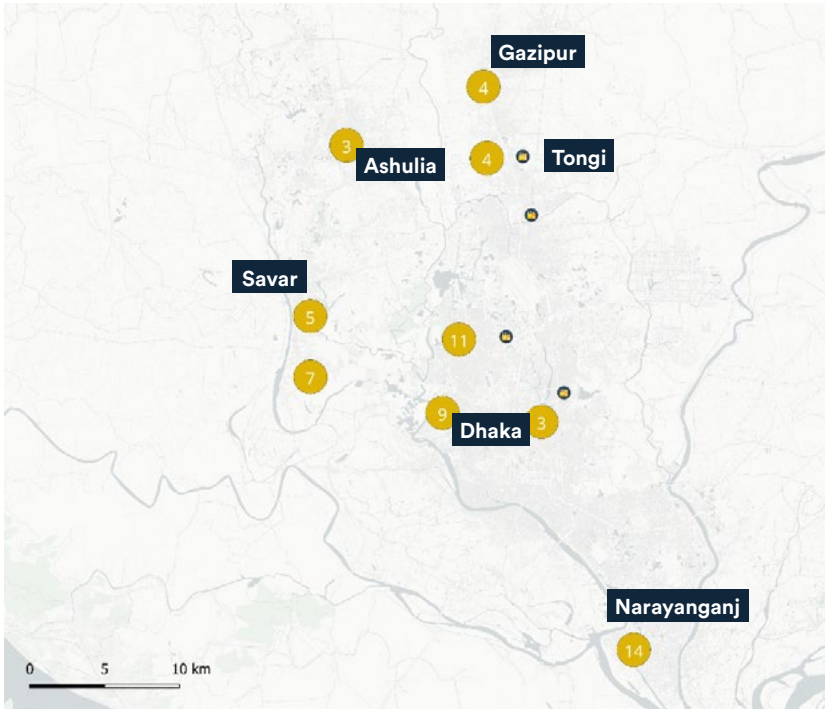 Gazipur
4
3
Ashulia
4
Tongi
Savar
5
11
7
9
Dhaka
3
Narayanganj
14
0 5 10 km